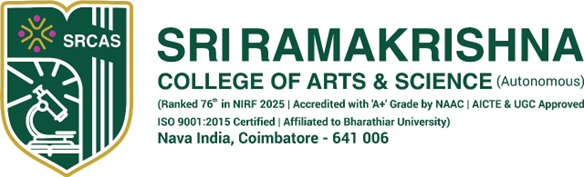 SRCAS
SRI RAMAKRISHNA
COLLEGE OF ARTS & SCIENCE (Autonomous)
(Ranked 76th in NIRF 2025 | Accredited with 'A+' Grade by NAAC | AICTE & UGC Approved
ISO 9001:2015 Certified | Affiliated to Bharathiar University)
Nava India, Coimbatore - 641 006